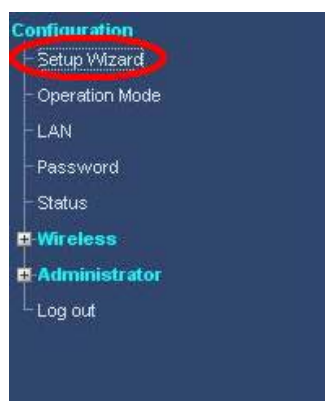 Configuration
Setup Wizard
Operation Mode
LAN
Password
Status
Wireless
Administrator
Log out